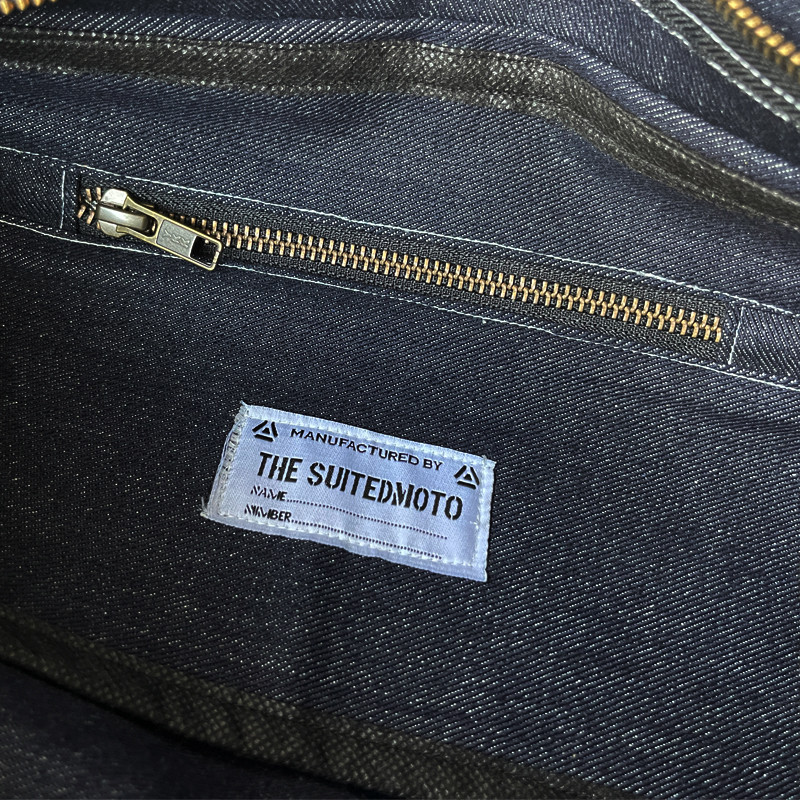 MANUFACTURED BY
THE SUITEDMOTO
NAME........................................
NUMBER........................................